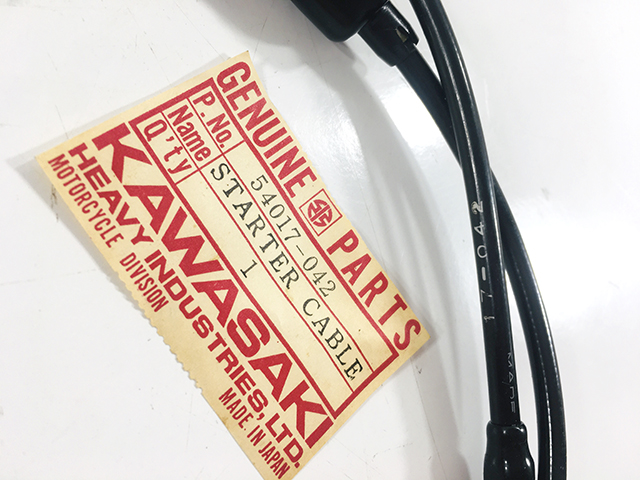 GENUINE PARTS
P. No. 54017-042
Name STARTER CABLE
Q'ty 1
KAWASAKI
HEAVY INDUSTRIES, LTD.
MOTORCYCLE DIVISION MADE IN JAPAN
17-042